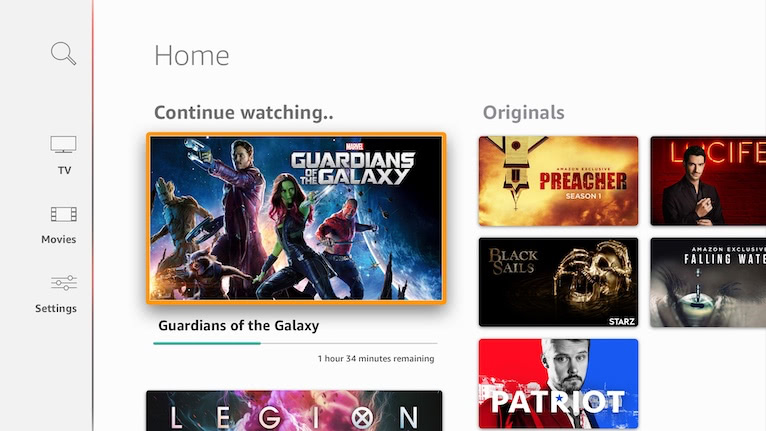 Home
Continue watching..
Originals
MARVEL
GUARDIANS
OF THE GALAXY
AMAZON EXCLUSIVE
PREACHER
SEASON 1
LUCIFE
BLACK
SAILS
STARZ
AMAZON EXCLUSIVE
FALLING WATE
TV
Movies
Settings
Guardians of the Galaxy
1 hour 34 minutes remaining
PATRIOT
LEGION